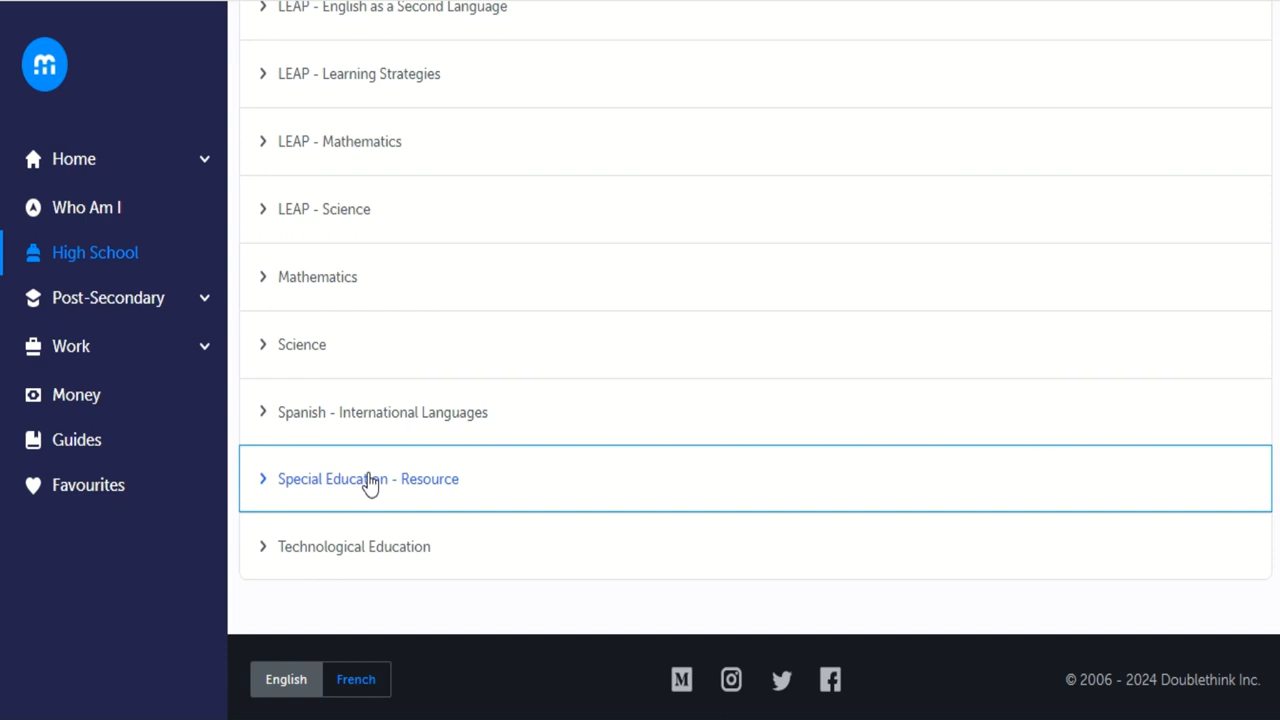 LEAP - English as a Second Language
LEAP - Learning Strategies
LEAP - Mathematics
LEAP - Science
Mathematics
Science
Spanish - International Languages
Special Education - Resource
Technological Education
m
Home
Who Am I
High School
Post-Secondary
Work
Money
Guides
Favourites
English
French
M
© 2006 - 2024 Doublethink Inc.